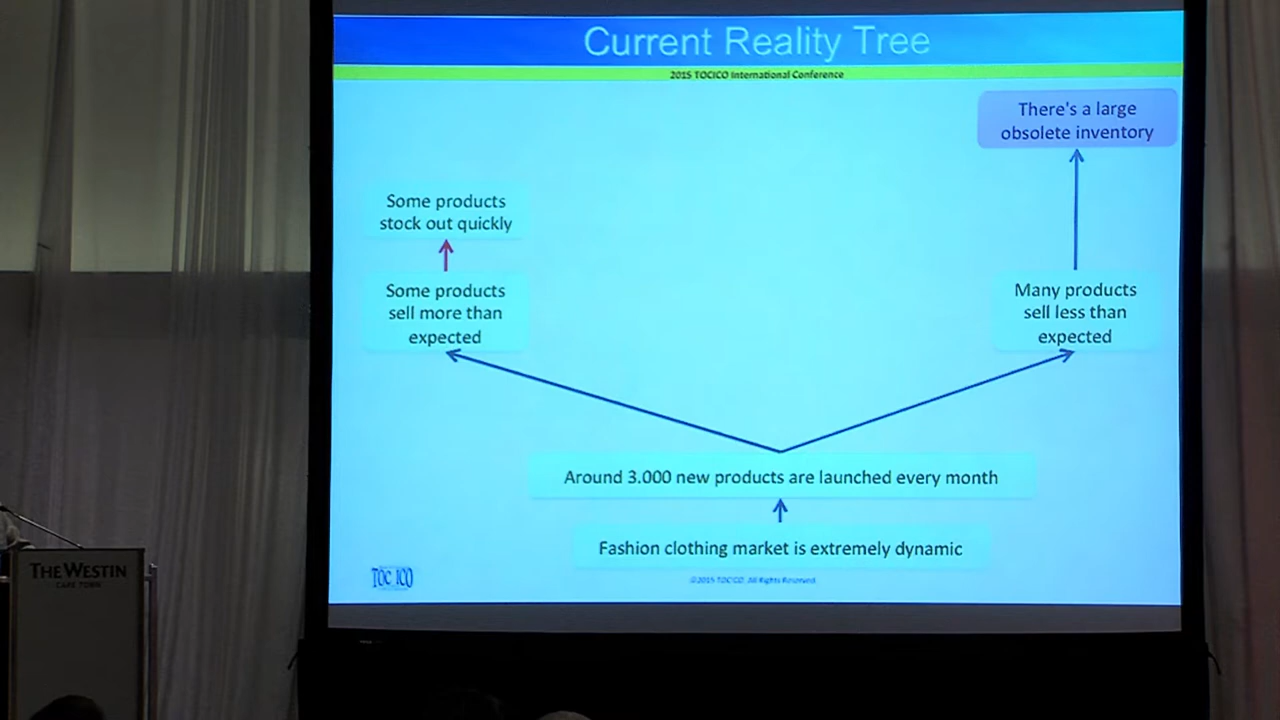 Current Reality Tree
2015 TOCICO International Conference
There's a large
obsolete inventory
Some products
stock out quickly
Some products
sell more than
expected
Many products
sell less than
expected
Around 3.000 new products are launched every month
Fashion clothing market is extremely dynamic
TOC ICO
©2015 TOCICO. All Rights Reserved.
THE WESTIN
CAPE TOWN